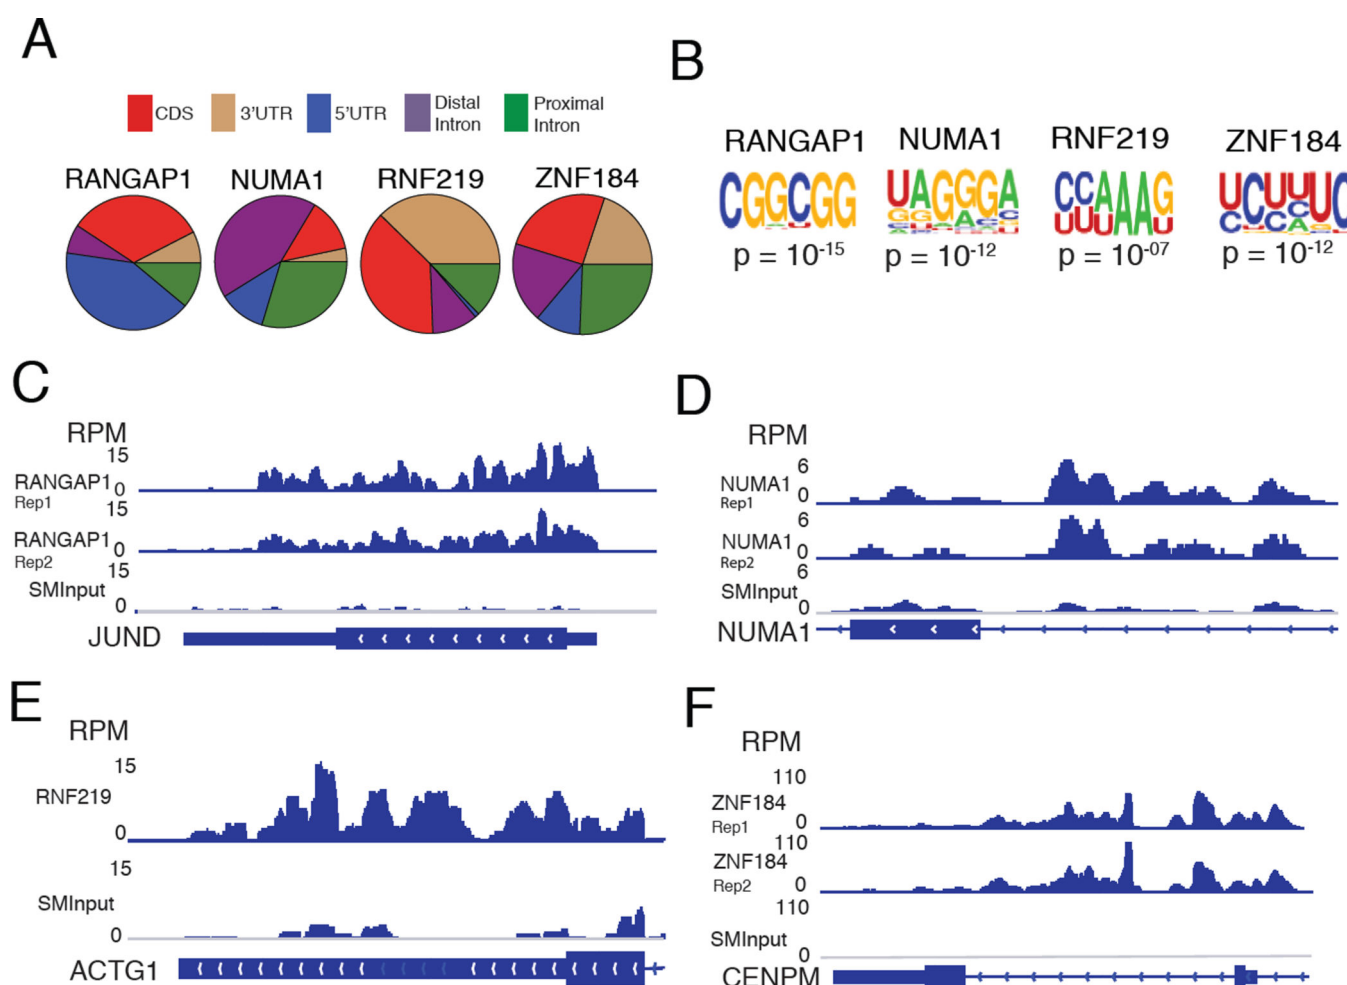 A
CDS 3'UTR 5'UTR Distal Intron Proximal Intron
RANGAP1 NUMA1 RNF219 ZNF184
B
RANGAP1 NUMA1 RNF219 ZNF184
CGGCGG UAGGGA CCAAAG UCUUUC
p = 10-15 p = 10-12 p = 10-07 p = 10-12
C
RPM
15
RANGAP1
Rep1
0
15
RANGAP1
Rep2
0
15
SMInput
0
JUND
D
RPM
6
NUMA1
Rep1
0
6
NUMA1
Rep2
0
6
SMInput
0
NUMA1
E
RPM
15
RNF219
0
15
SMInput
0
ACTG1
F
RPM
110
ZNF184
Rep1
0
110
ZNF184
Rep2
0
110
SMInput
0
CENPM